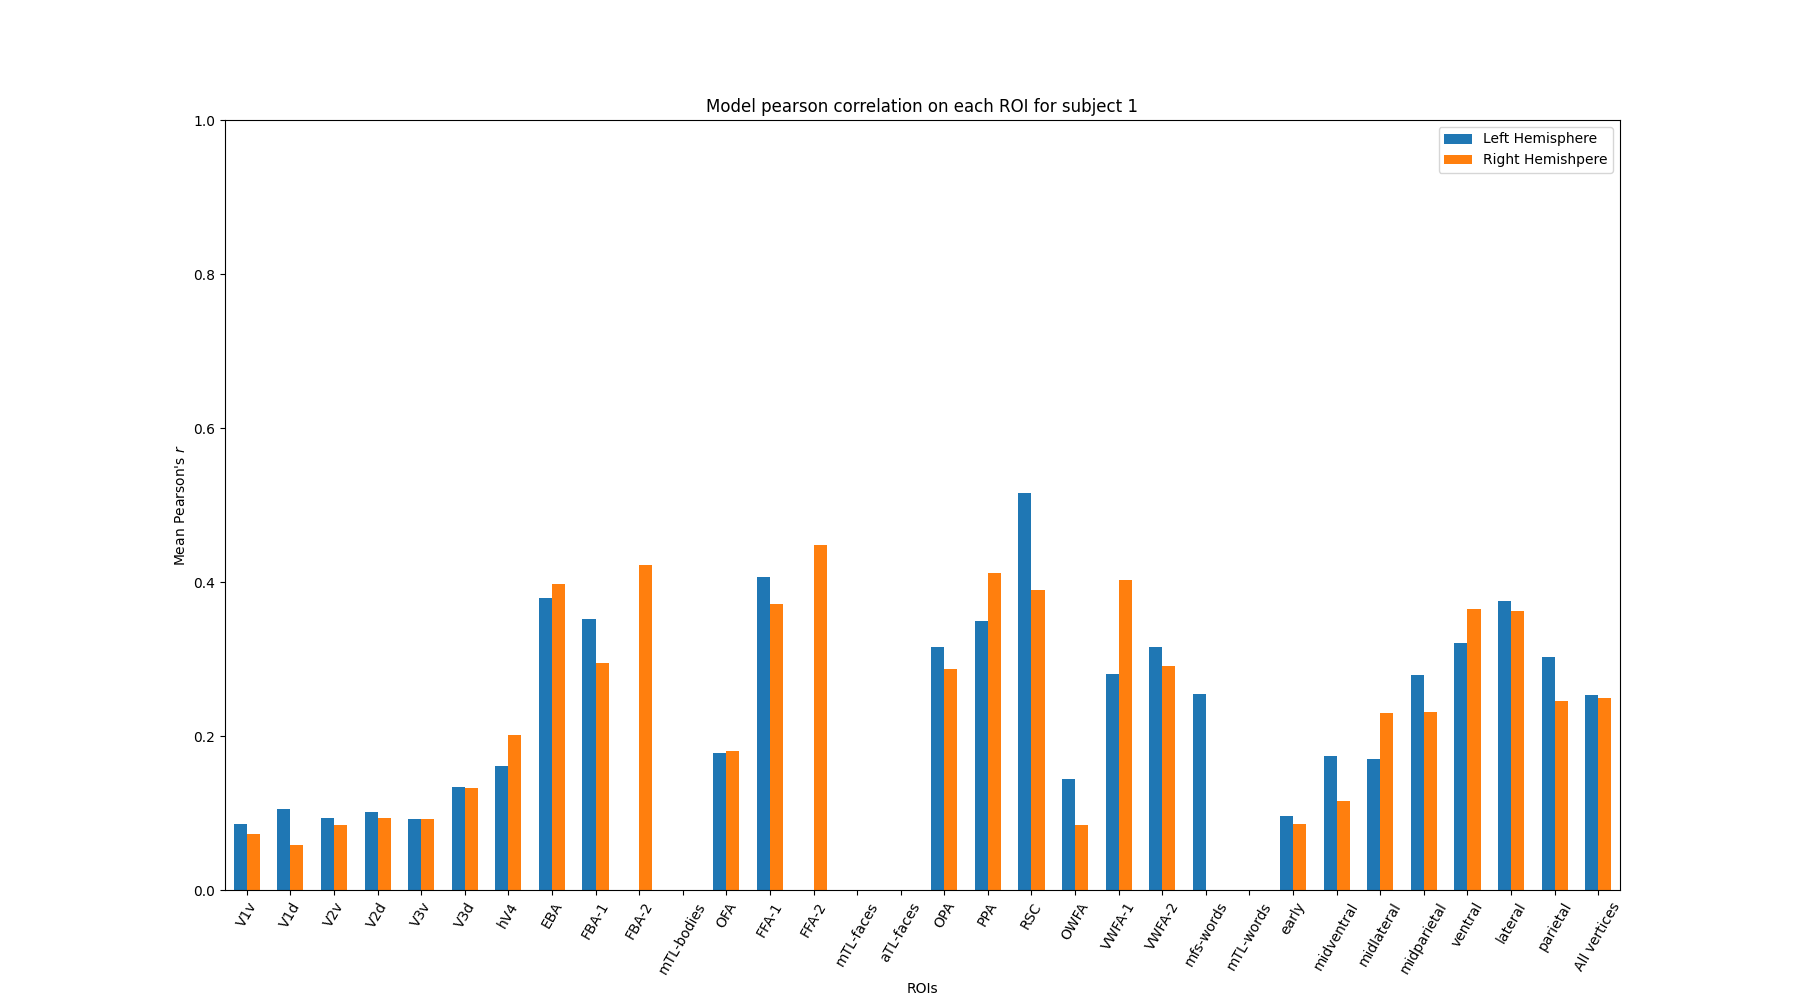 Model pearson correlation on each ROI for subject 1
1.0
0.8
0.6
0.4
0.2
0.0
Mean Pearson's r
Left Hemisphere
Right Hemishpere
V1v
V1d
V2v
V2d
V3v
V3d
hV4
EBA
FBA-1
FBA-2
mTL-bodies
OFA
FFA-1
FFA-2
mTL-faces
aTL-faces
OPA
PPA
RSC
OWFA
VWFA-1
VWFA-2
mfs-words
mTL-words
early
midventral
midlateral
midparietal
ventral
lateral
parietal
All vertices
ROIs